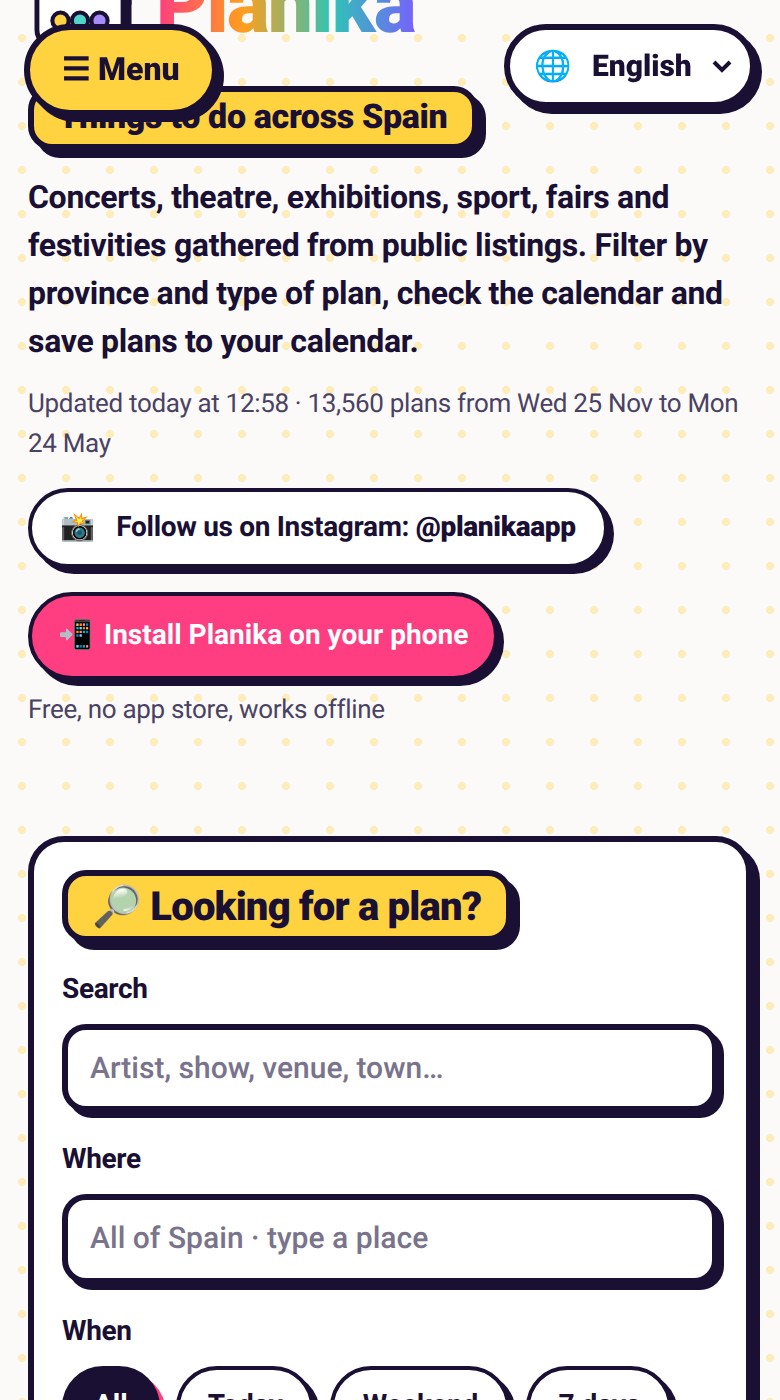 Planika
☰ Menu
🌐 English
Things to do across Spain
Concerts, theatre, exhibitions, sport, fairs and
festivities gathered from public listings. Filter by
province and type of plan, check the calendar and
save plans to your calendar.
Updated today at 12:58 · 13,560 plans from Wed 25 Nov to Mon
24 May
📸 Follow us on Instagram: @planikaapp
📲 Install Planika on your phone
Free, no app store, works offline
🔎 Looking for a plan?
Search
Artist, show, venue, town…
Where
All of Spain · type a place
When
All Today Weekend 7 days